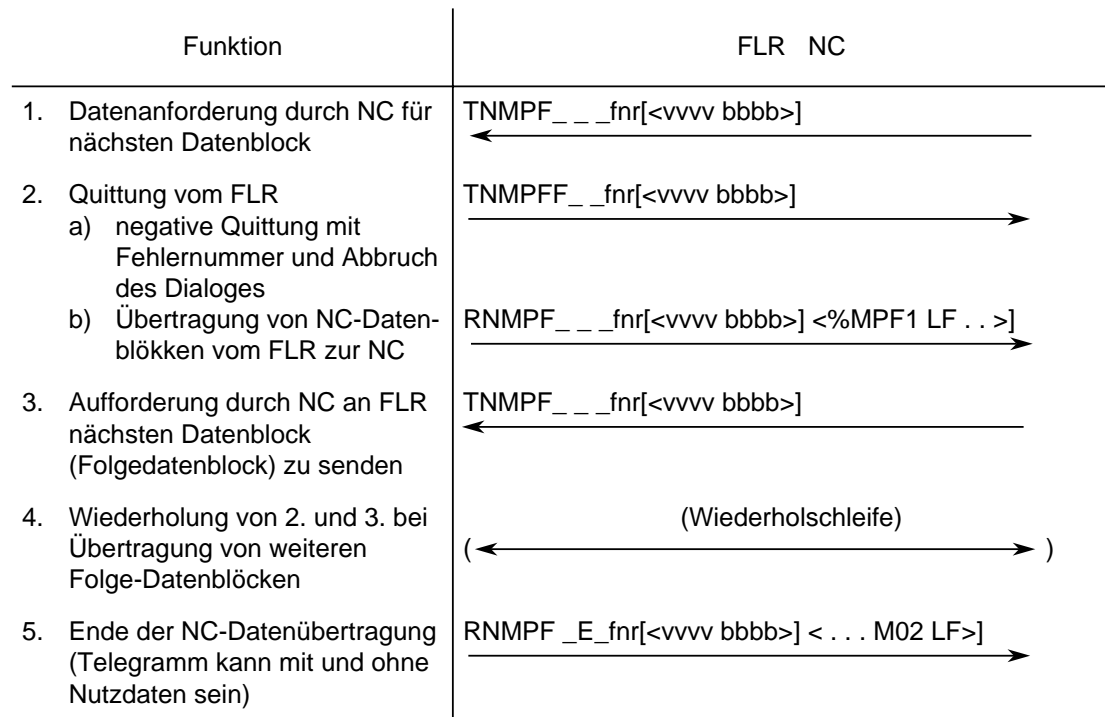 Funktion FLR NC
1. Datenanforderung durch NC für TNMPF_ _ _fnr[<vvvv bbbb>]
nächsten Datenblock
2. Quittung vom FLR TNMPFF_ _fnr[<vvvv bbbb>]
a) negative Quittung mit
Fehlernummer und Abbruch
des Dialoges
b) Übertragung von NC-Daten- RNMPF_ _ _fnr[<vvvv bbbb>] <%MPF1 LF . . >]
blökken vom FLR zur NC
3. Aufforderung durch NC an FLR TNMPF_ _ _fnr[<vvvv bbbb>]
nächsten Datenblock
(Folgedatenblock) zu senden
4. Wiederholung von 2. und 3. bei (Wiederholschleife)
Übertragung von weiteren ( )
Folge-Datenblöcken
5. Ende der NC-Datenübertragung RNMPF _E_fnr[<vvvv bbbb>] < . . . M02 LF>]
(Telegramm kann mit und ohne
Nutzdaten sein)